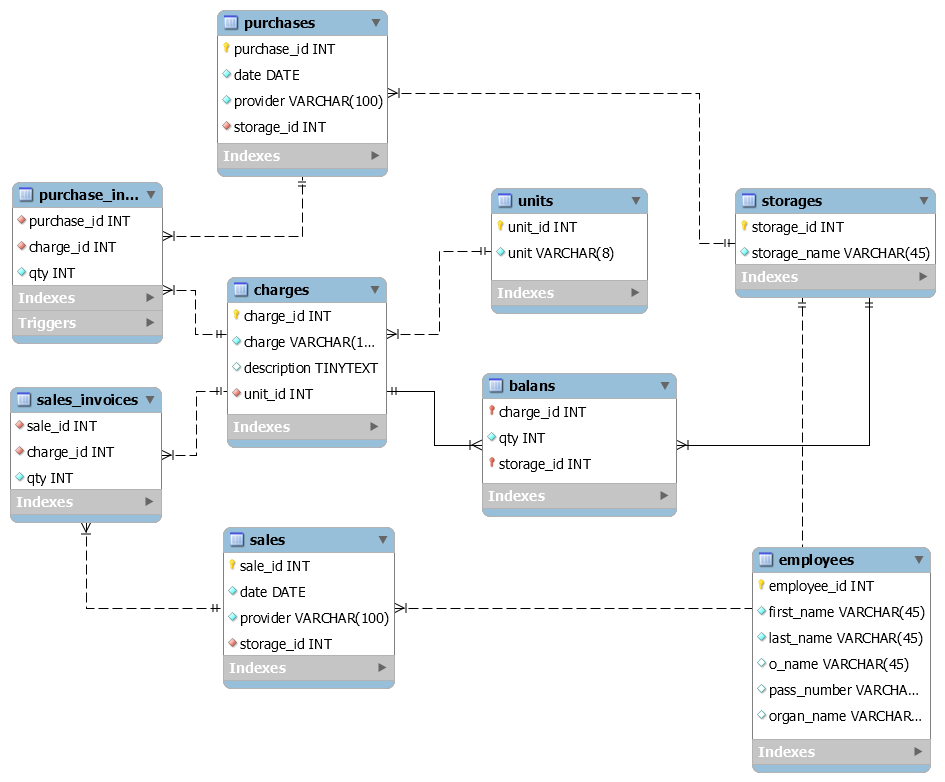 purchases
purchase_id INT
date DATE
provider VARCHAR(100)
storage_id INT
Indexes
purchase_in...
purchase_id INT
charge_id INT
qty INT
Indexes
Triggers
units
unit_id INT
unit VARCHAR(8)
Indexes
storages
storage_id INT
storage_name VARCHAR(45)
Indexes
charges
charge_id INT
charge VARCHAR(1...
description TINYTEXT
unit_id INT
Indexes
sales_invoices
sale_id INT
charge_id INT
qty INT
Indexes
balans
charge_id INT
qty INT
storage_id INT
Indexes
sales
sale_id INT
date DATE
provider VARCHAR(100)
storage_id INT
Indexes
employees
employee_id INT
first_name VARCHAR(45)
last_name VARCHAR(45)
o_name VARCHAR(45)
pass_number VARCHA...
organ_name VARCHAR...
Indexes